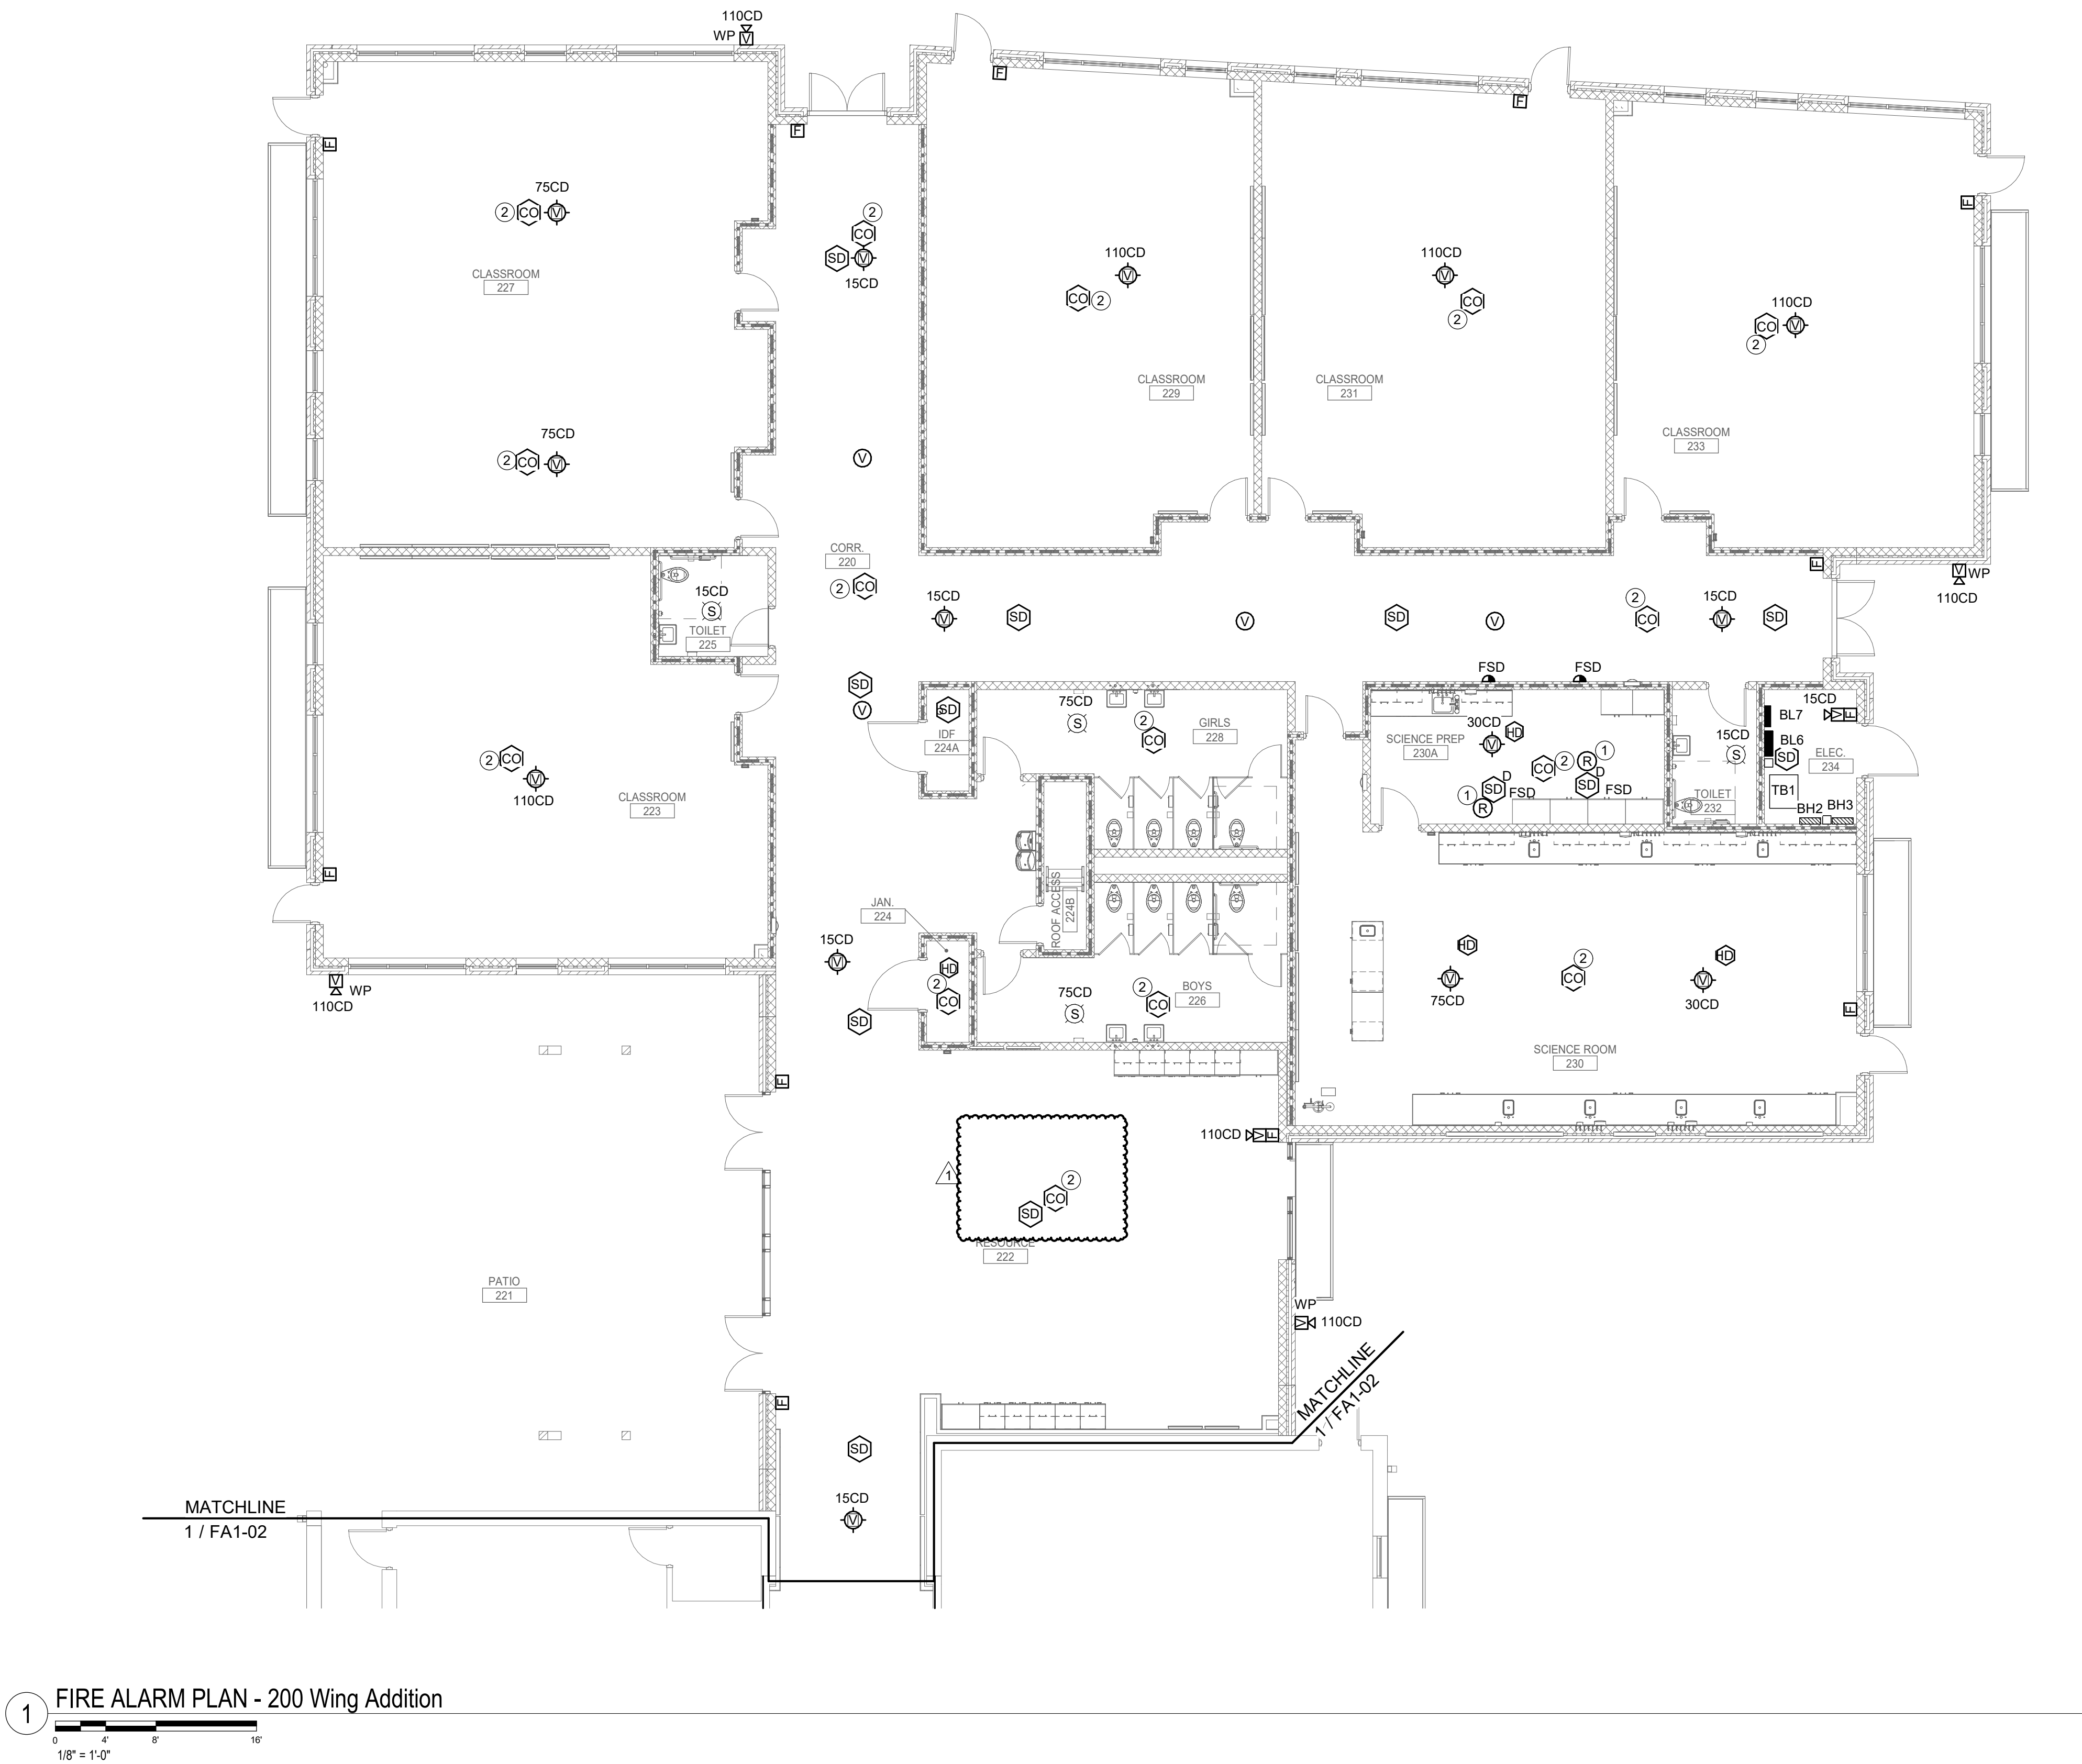 110CD
WP
V
F
F
F
F
75CD
2 CO V
CLASSROOM
227
2
CO
SD V
15CD
110CD
V
CO 2
110CD
V
CO
2
110CD
CO V
2
F
CLASSROOM
229
CLASSROOM
231
CLASSROOM
233
75CD
2 CO V
V
CORR.
220
2 CO
15CD
S
TOILET
225
15CD
V
SD
V
SD
V
2
CO
15CD
V
SD
F
V WP
110CD
SD
V
SD
IDF
224A
75CD
S
2
CO
GIRLS
228
FSD
FSD
30CD
V
HD
SCIENCE PREP
230A
CO 2
1
R
D
SD
D
SD
FSD
FSD
1
R
15CD
S
TOILET
232
15CD
V F
BL7
BL6
SD
ELEC.
234
TB1
BH2
BH3
2 CO
V
110CD
CLASSROOM
223
F
ROOF ACCESS
224B
JAN.
224
15CD
V
HD
2
CO
SD
75CD
S
2
CO
BOYS
226
HD
V
75CD
2
CO
HD
V
30CD
F
SCIENCE ROOM
230
V
WP
110CD
F
110CD V F
1
2
CO
SD
RESOURCE
222
PATIO
221
WP
V 110CD
MATCHLINE
1 / FA1-02
F
SD
15CD
V
MATCHLINE
1 / FA1-02
1
FIRE ALARM PLAN - 200 Wing Addition
0 4' 8' 16'
1/8" = 1'-0"